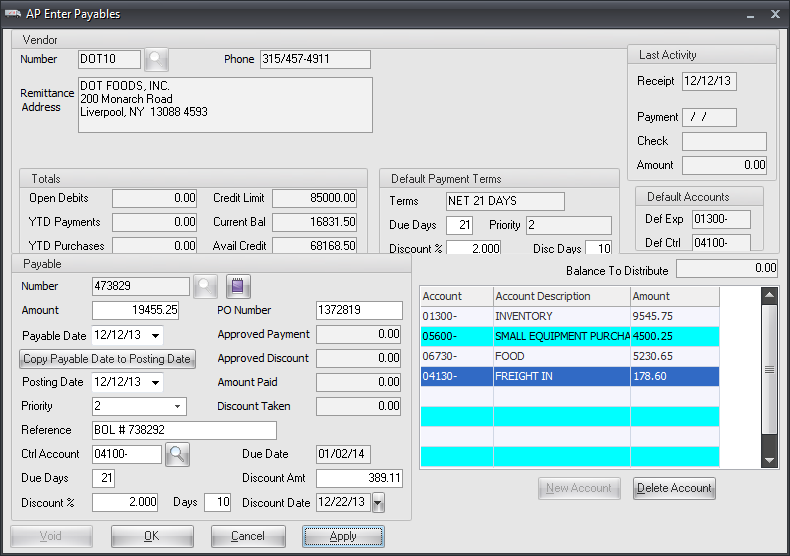 AP Enter Payables
Vendor
Number DOT10 Phone 315/457-4911
Remittance Address
DOT FOODS, INC.
200 Monarch Road
Liverpool, NY 13088 4593
Last Activity
Receipt 12/12/13
Payment / /
Check
Amount 0.00
Totals
Open Debits 0.00 Credit Limit 85000.00
YTD Payments 0.00 Current Bal 16831.50
YTD Purchases 0.00 Avail Credit 68168.50
Default Payment Terms
Terms NET 21 DAYS
Due Days 21 Priority 2
Discount % 2.000 Disc Days 10
Default Accounts
Def Exp 01300-
Def Ctrl 04100-
Payable
Number 473829
Amount 19455.25 PO Number 1372819
Payable Date 12/12/13 Approved Payment 0.00
Copy Payable Date to Posting Date Approved Discount 0.00
Posting Date 12/12/13 Amount Paid 0.00
Priority 2 Discount Taken 0.00
Reference BOL # 738292
Ctrl Account 04100- Due Date 01/02/14
Due Days 21 Discount Amt 389.11
Discount % 2.000 Days 10 Discount Date 12/22/13
Balance To Distribute 0.00
Account Account Description Amount
01300- INVENTORY 9545.75
05600- SMALL EQUIPMENT PURCHA 4500.25
06730- FOOD 5230.65
04130- FREIGHT IN 178.60
New Account Delete Account
Void OK Cancel Apply